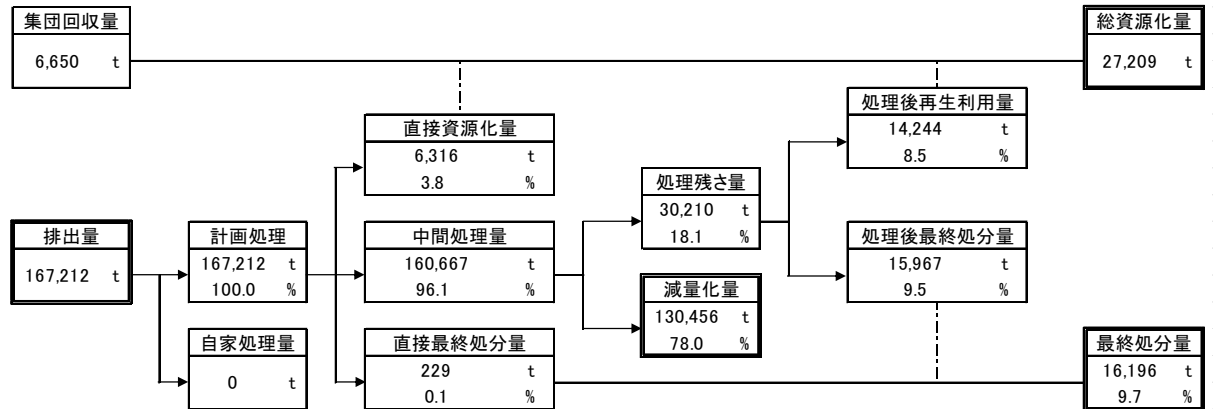 集団回収量
6,650 t
総資源化量
27,209 t
直接資源化量
6,316 t
3.8 %
処理後再生利用量
14,244 t
8.5 %
処理残さ量
30,210 t
18.1 %
排出量
167,212 t
計画処理
167,212 t
100.0 %
中間処理量
160,667 t
96.1 %
処理後最終処分量
15,967 t
9.5 %
減量化量
130,456 t
78.0 %
自家処理量
0 t
直接最終処分量
229 t
0.1 %
最終処分量
16,196 t
9.7 %